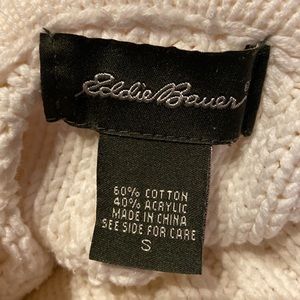 Eddie Bauer
60% COTTON
40% ACRYLIC
MADE IN CHINA
SEE SIDE FOR CARE
S